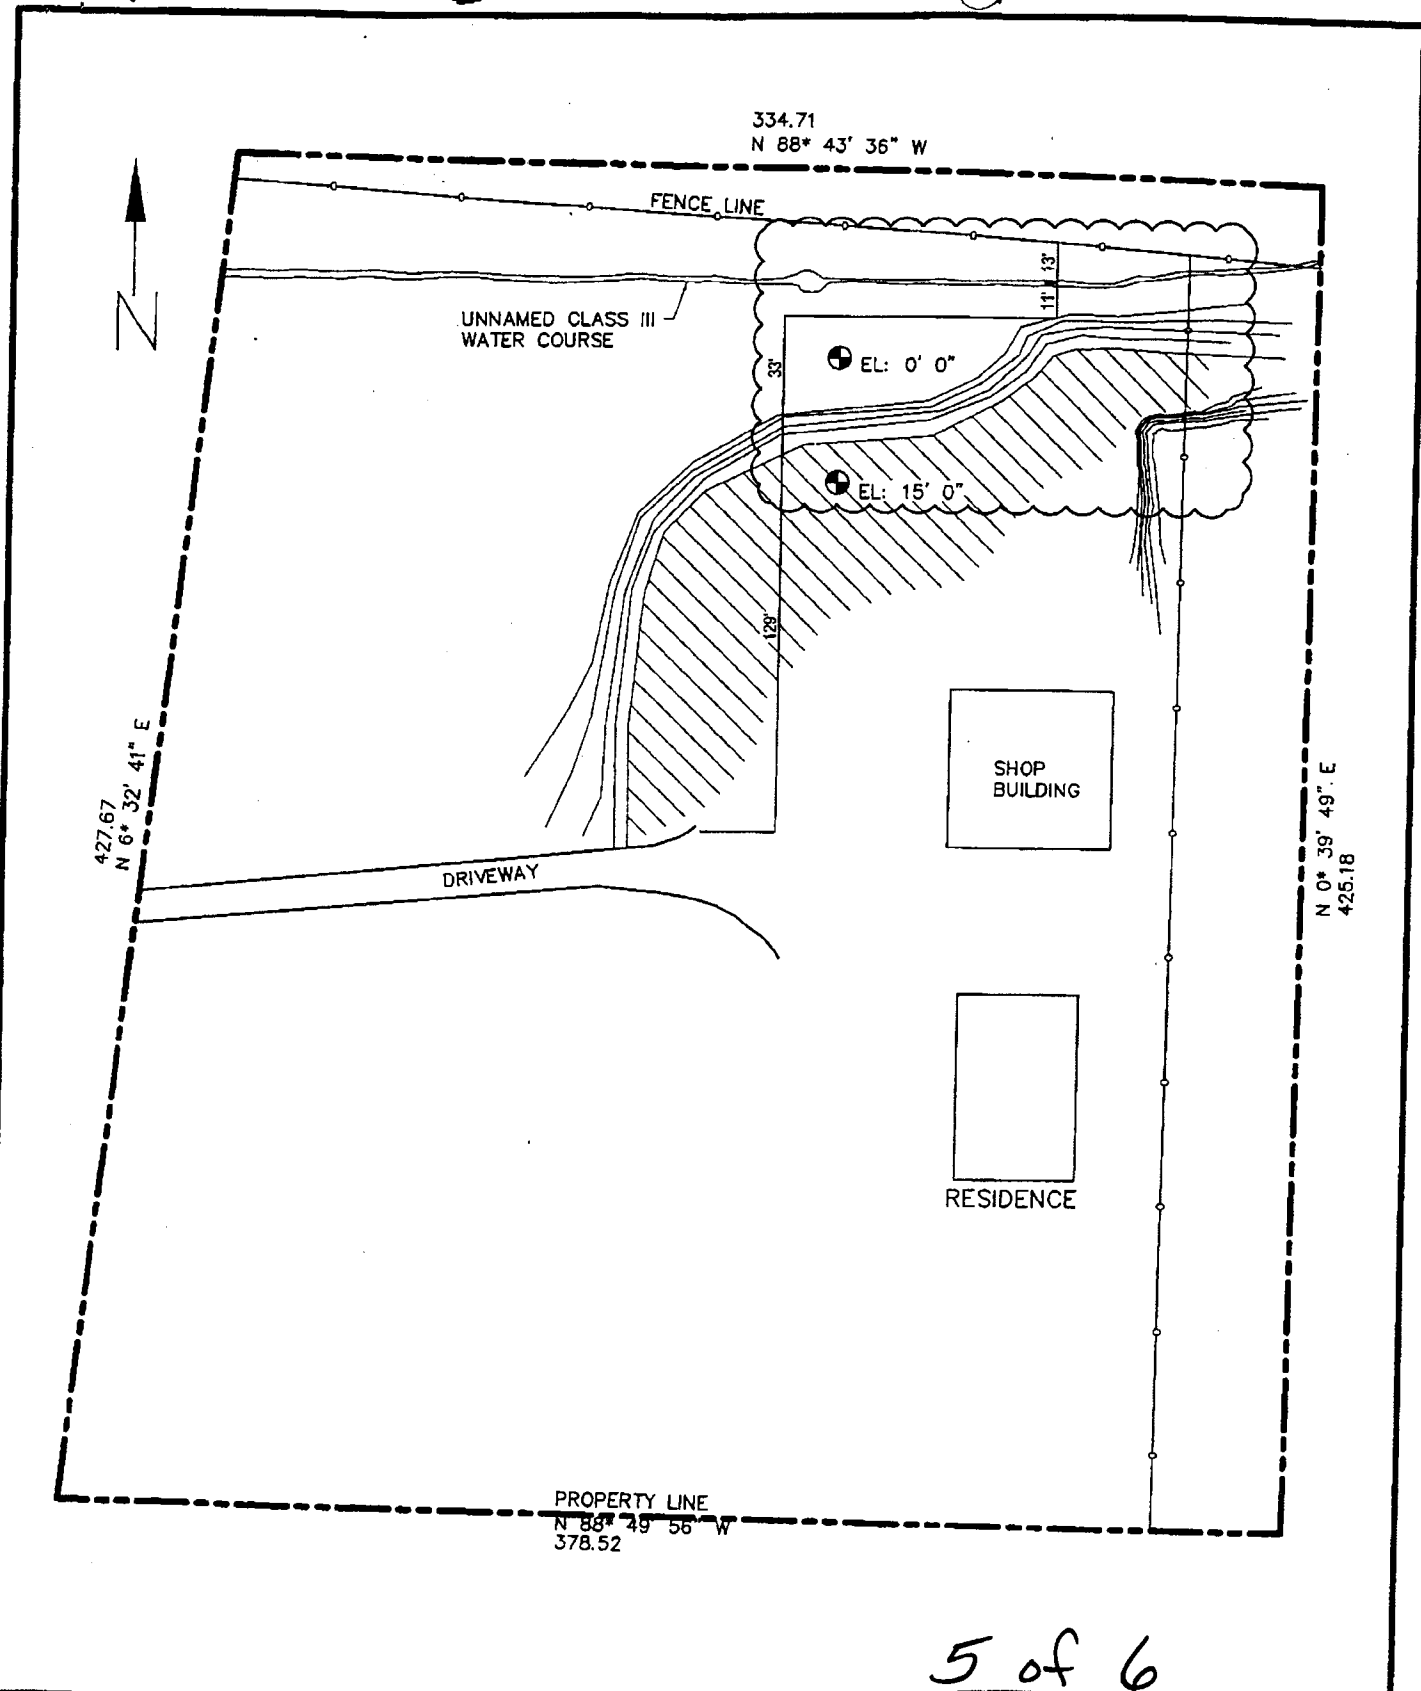 334.71
N 88* 43' 36" W
FENCE LINE
13'
11'
UNNAMED CLASS III
WATER COURSE
N
33'
EL: 0' 0"
EL: 15' 0"
129'
SHOP
BUILDING
427.67
N 6* 32' 41" E
N 0* 39' 49" E
425.18
DRIVEWAY
RESIDENCE
PROPERTY LINE
N 88* 49' 56" W
378.52
5 of 6